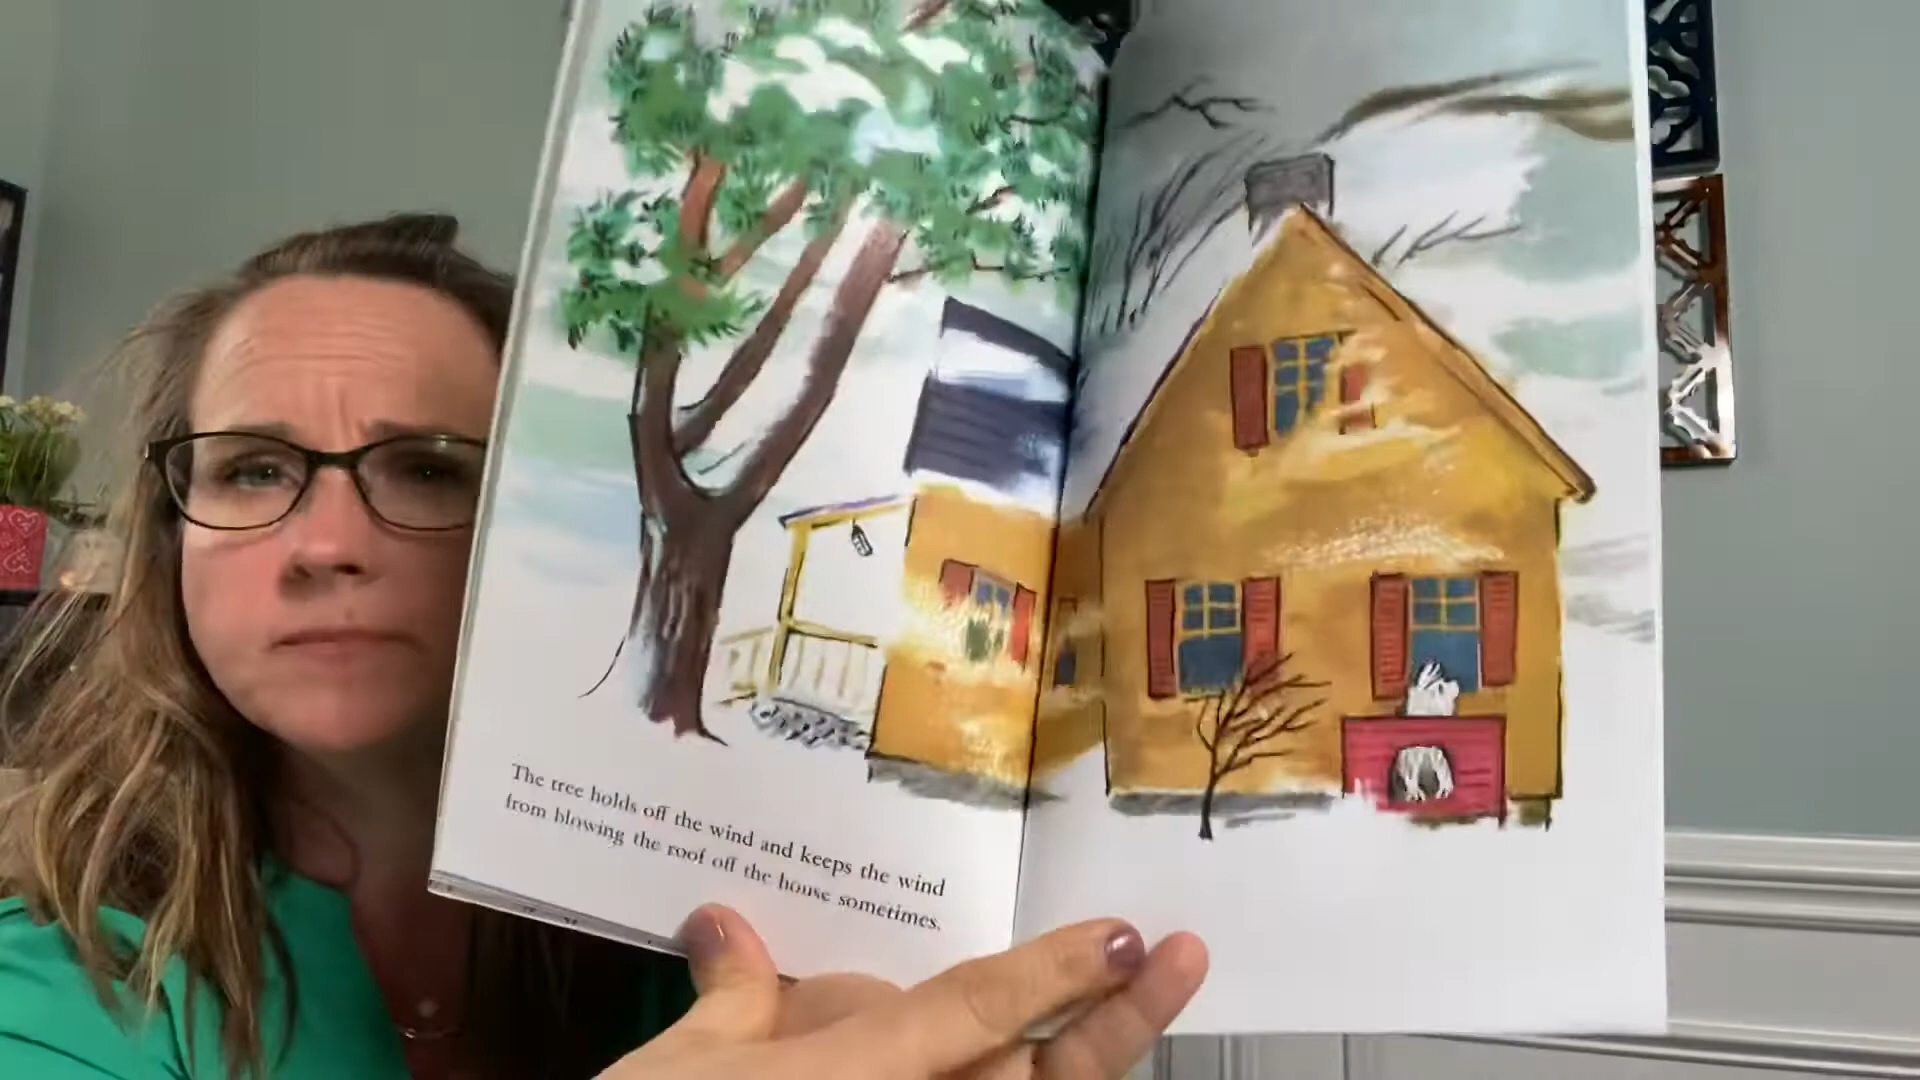 The tree holds off the wind and keeps the wind
from blowing the roof off the house sometimes.